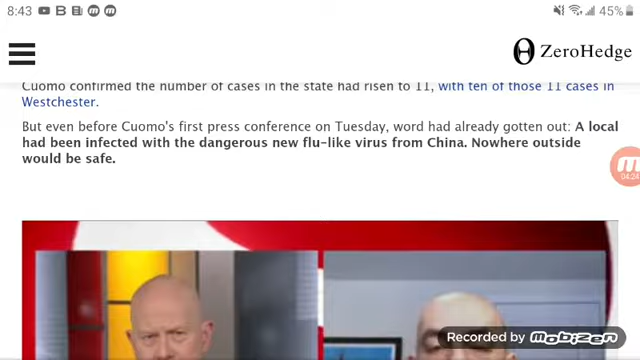 8:43
45%
ZeroHedge
Cuomo confirmed the number of cases in the state had risen to 11, with ten of those 11 cases in
Westchester.
But even before Cuomo's first press conference on Tuesday, word had already gotten out: A local
had been infected with the dangerous new flu-like virus from China. Nowhere outside
would be safe.
04:24
Recorded by mobizen